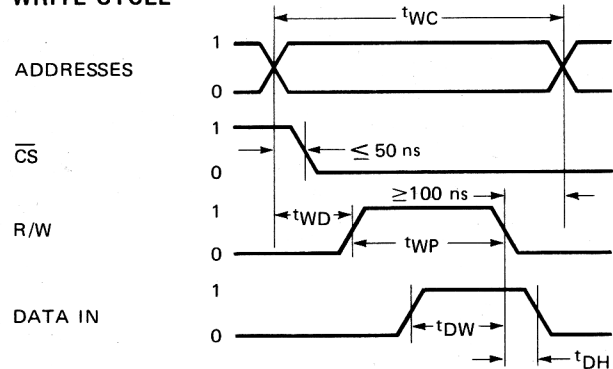 WRITE CYCLE
tWC
1
ADDRESSES
0
1
CS
≤ 50 ns
0
≥100 ns
1
tWD
R/W
tWP
0
1
DATA IN
tDW
0
tDH